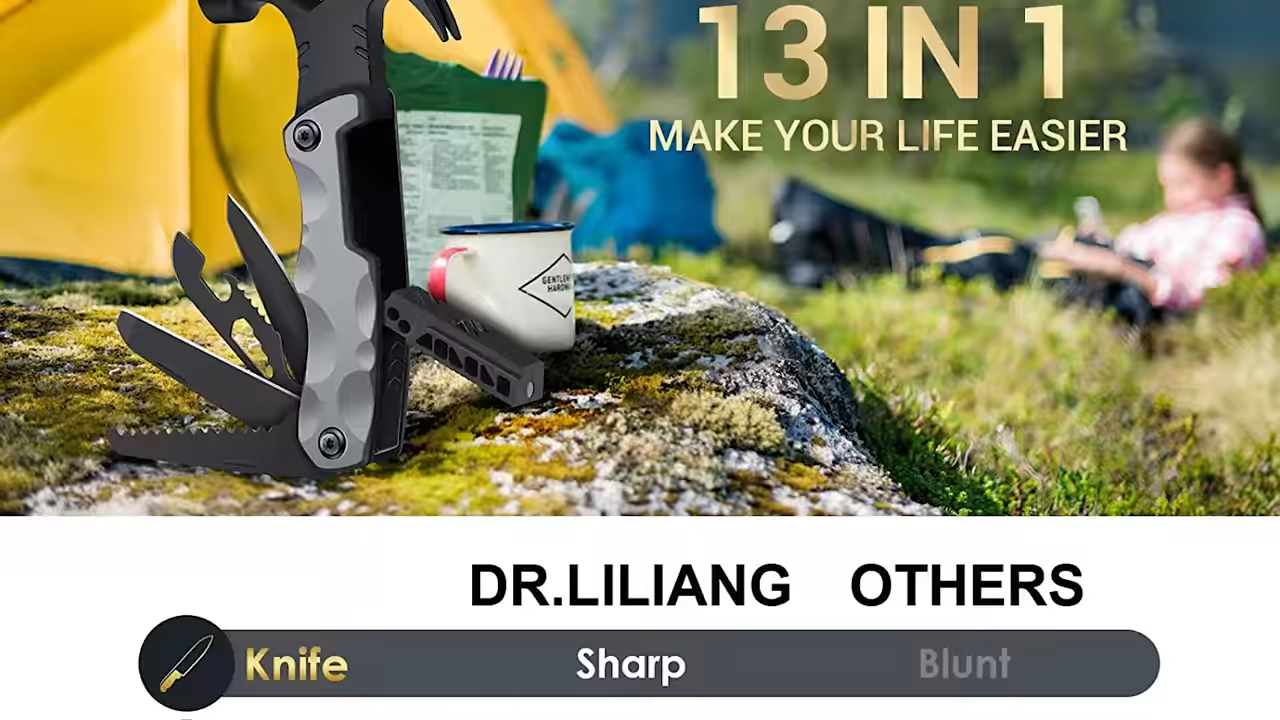 13 IN 1
MAKE YOUR LIFE EASIER
DR.LILIANG OTHERS
Knife Sharp Blunt